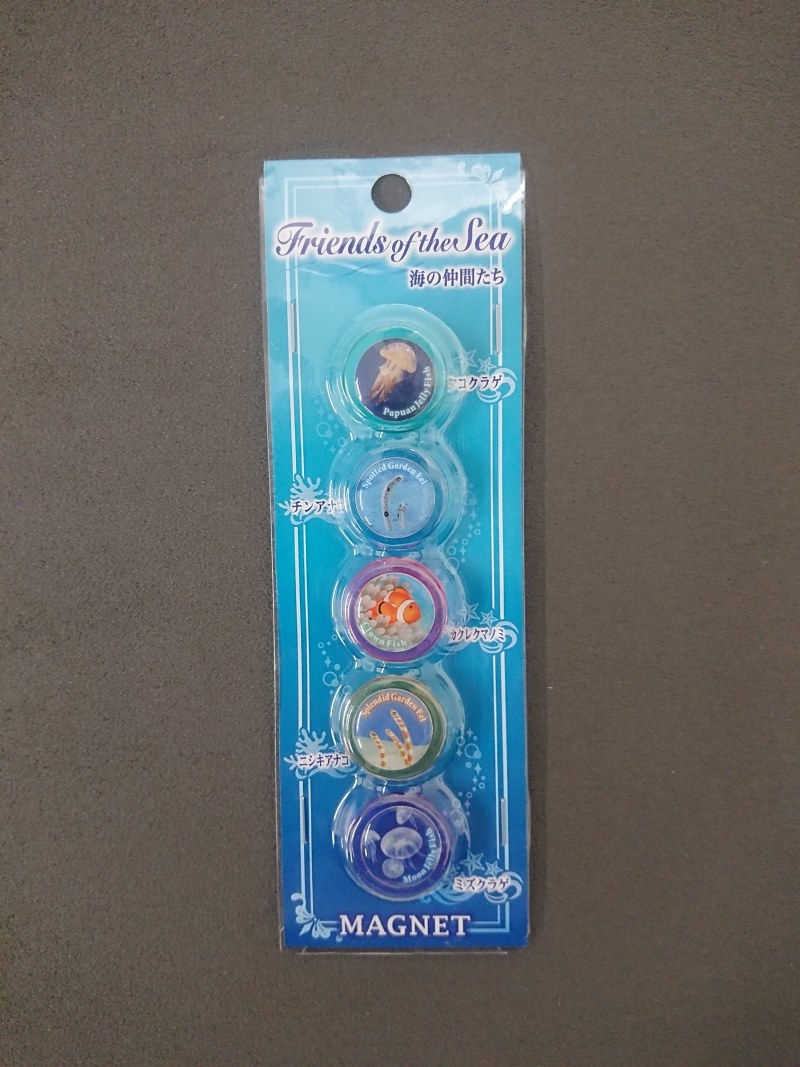 Friends of the Sea
海の仲間たち
Papuan Jelly Fish
コクラゲ
Spotted Garden Eel
チンアナ
Clown Fish
カクレクマノミ
Splendid Garden Eel
ニシキアナコ
Moon Jelly Fish
ミズクラゲ
MAGNET